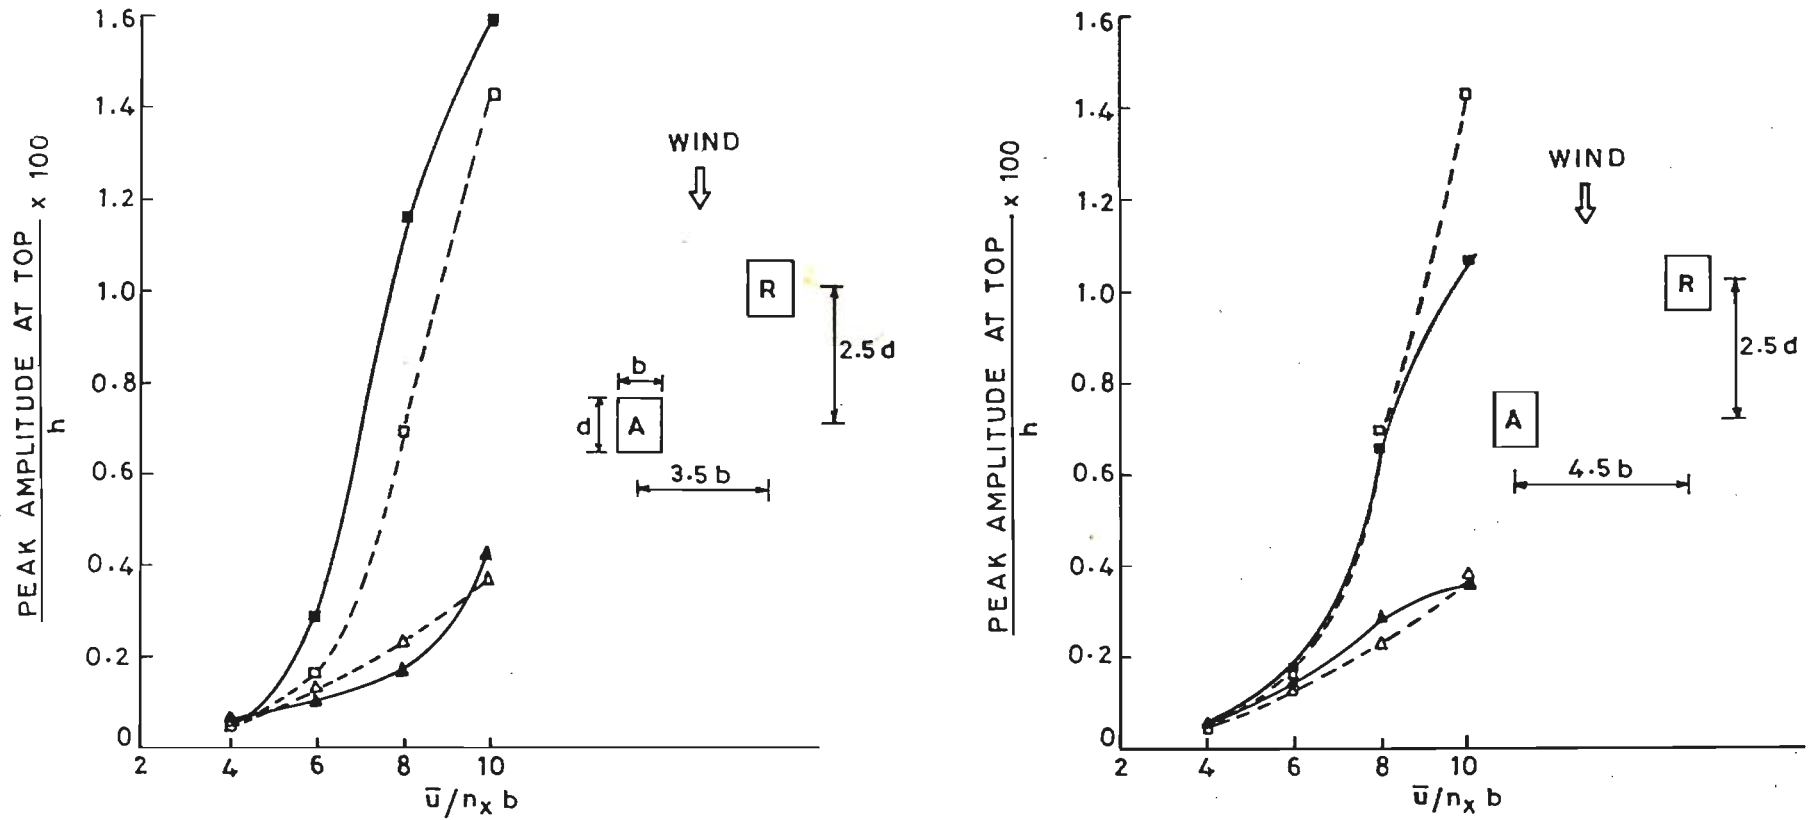 PEAK AMPLITUDE AT TOP
h
x 100
1.6
1.4
1.2
1.0
0.8
0.6
0.4
0.2
0
2
4
6
8
10
ū/nx b
WIND
R
2.5 d
b
d
A
3.5 b
PEAK AMPLITUDE AT TOP
h
x 100
1.6
1.4
1.2
1.0
0.8
0.6
0.4
0.2
0
2
4
6
8
10
ū/nx b
WIND
R
2.5 d
A
4.5 b